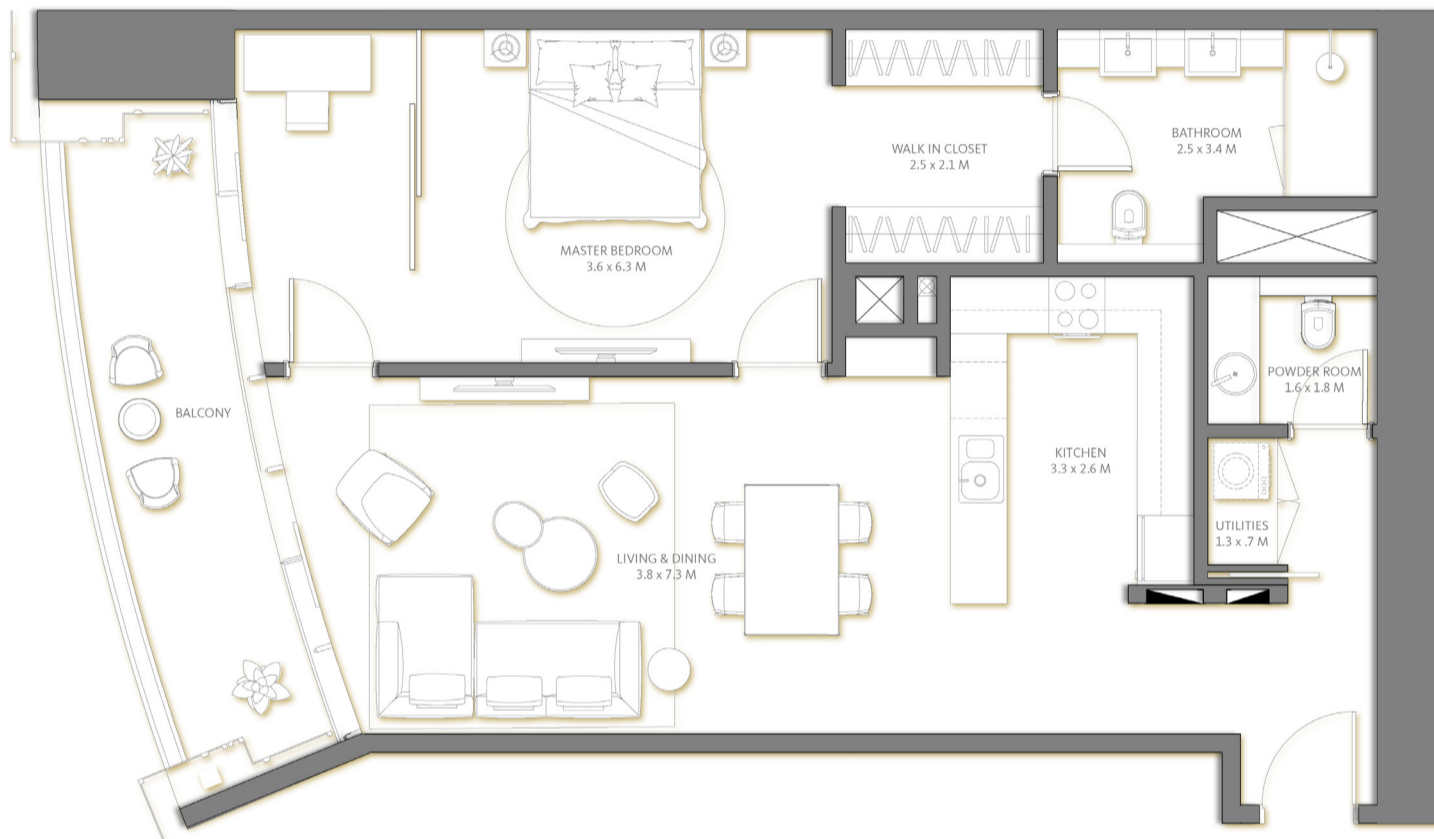 WALK IN CLOSET
2.5 x 2.1 M
BATHROOM
2.5 x 3.4 M
MASTER BEDROOM
3.6 x 6.3 M
BALCONY
POWDER ROOM
1.6 x 1.8 M
KITCHEN
3.3 x 2.6 M
UTILITIES
1.3 x .7 M
LIVING & DINING
3.8 x 7.3 M